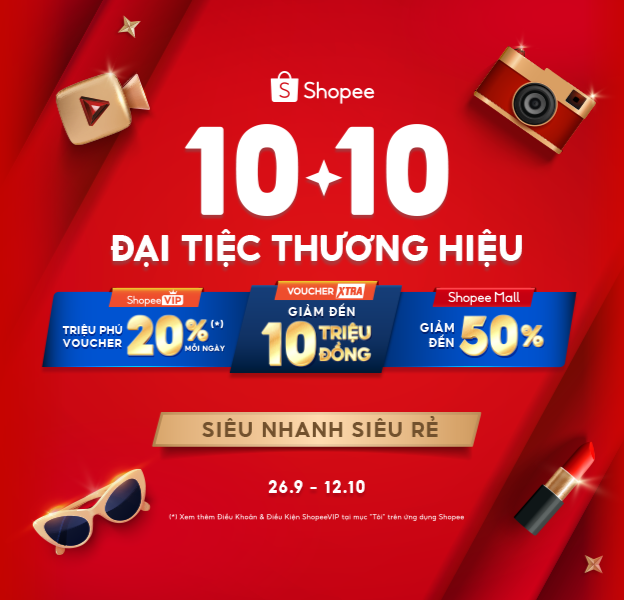 Shopee
10 10
ĐẠI TIỆC THƯƠNG HIỆU
ShopeeVIP
TRIỆU PHÚ
VOUCHER
20%(*)
MỖI NGÀY
VOUCHER XTRA
GIẢM ĐẾN
10 TRIỆU
ĐỒNG
Shopee Mall
GIẢM
ĐẾN
50%
SIÊU NHANH SIÊU RẺ
26.9 - 12.10
(*) Xem thêm Điều Khoản & Điều Kiện ShopeeVIP tại mục "Tôi" trên ứng dụng Shopee